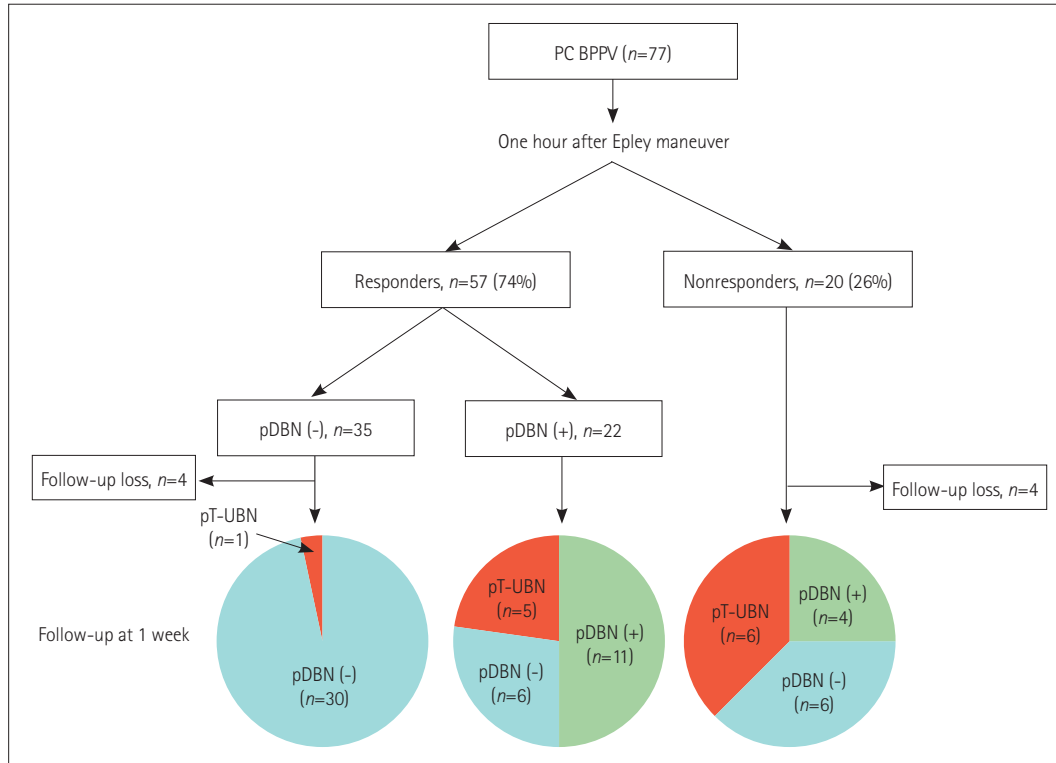 PC BPPV (n=77)
One hour after Epley maneuver
Responders, n=57 (74%)
Nonresponders, n=20 (26%)
pDBN (-), n=35
pDBN (+), n=22
Follow-up loss, n=4
Follow-up loss, n=4
pT-UBN
(n=1)
pDBN (-)
(n=30)
pT-UBN
(n=5)
pDBN (+)
(n=11)
pDBN (-)
(n=6)
pT-UBN
(n=6)
pDBN (+)
(n=4)
pDBN (-)
(n=6)
Follow-up at 1 week